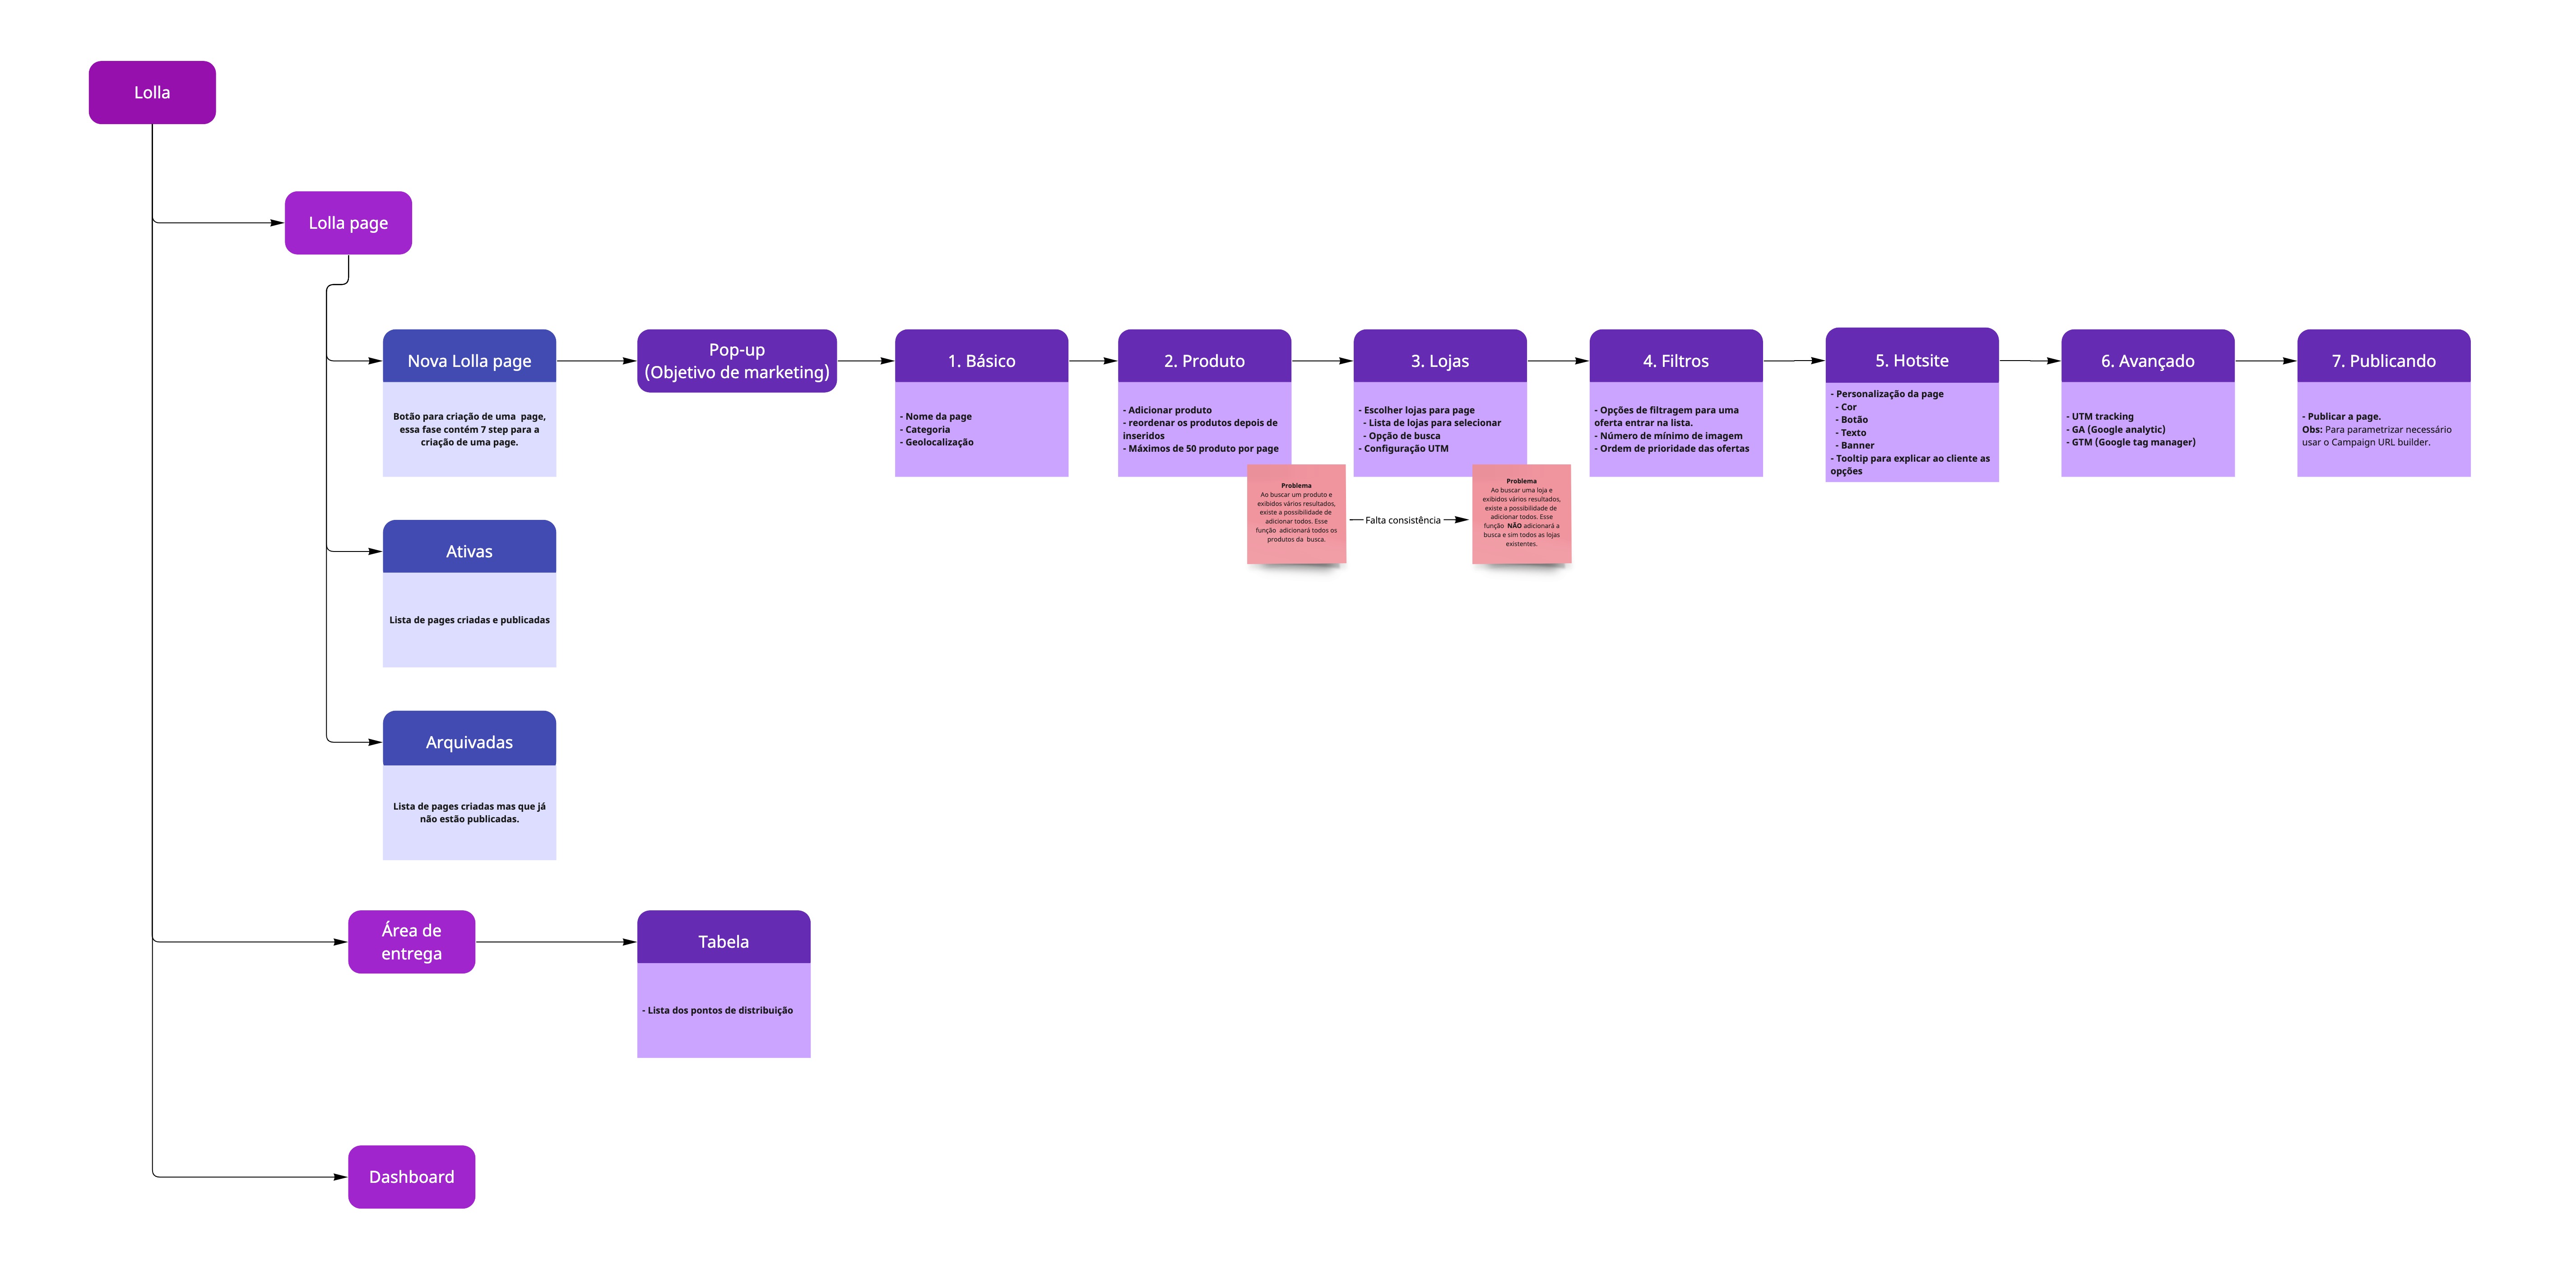 Lolla
Lolla page
Nova Lolla page
Botão para criação de uma  page,
essa fase contém 7 step para a
criação de uma page.
Pop-up
(Objetivo de marketing)
1. Básico
- Nome da page
- Categoria
- Geolocalização
2. Produto
- Adicionar produto
- reordenar os produtos depois de
inseridos
- Máximos de 50 produto por page
3. Lojas
- Escolher lojas para page
- Lista de lojas para selecionar
- Opção de busca
- Configuração UTM
4. Filtros
- Opções de filtragem para uma
oferta entrar na lista.
- Número de mínimo de imagem
- Ordem de prioridade das ofertas
5. Hotsite
- Personalização da page
- Cor
- Botão
- Texto
- Banner
- Tooltip para explicar ao cliente as
opções
6. Avançado
- UTM tracking
- GA (Google analytic)
- GTM (Google tag manager)
7. Publicando
- Publicar a page.
Obs: Para parametrizar necessário
usar o Campaign URL builder.
Problema
Ao buscar um produto e
exibidos vários resultados,
existe a possibilidade de
adicionar todos. Esse
função  adicionará todos os
produtos da  busca.
Falta consistência
Problema
Ao buscar uma loja e
exibidos vários resultados,
existe a possibilidade de
adicionar todos. Esse
função  NÃO adicionará a
busca e sim todos as lojas
existentes.
Ativas
Lista de pages criadas e publicadas
Arquivadas
Lista de pages criadas mas que já
não estão publicadas.
Área de
entrega
Tabela
- Lista dos pontos de distribuição
Dashboard